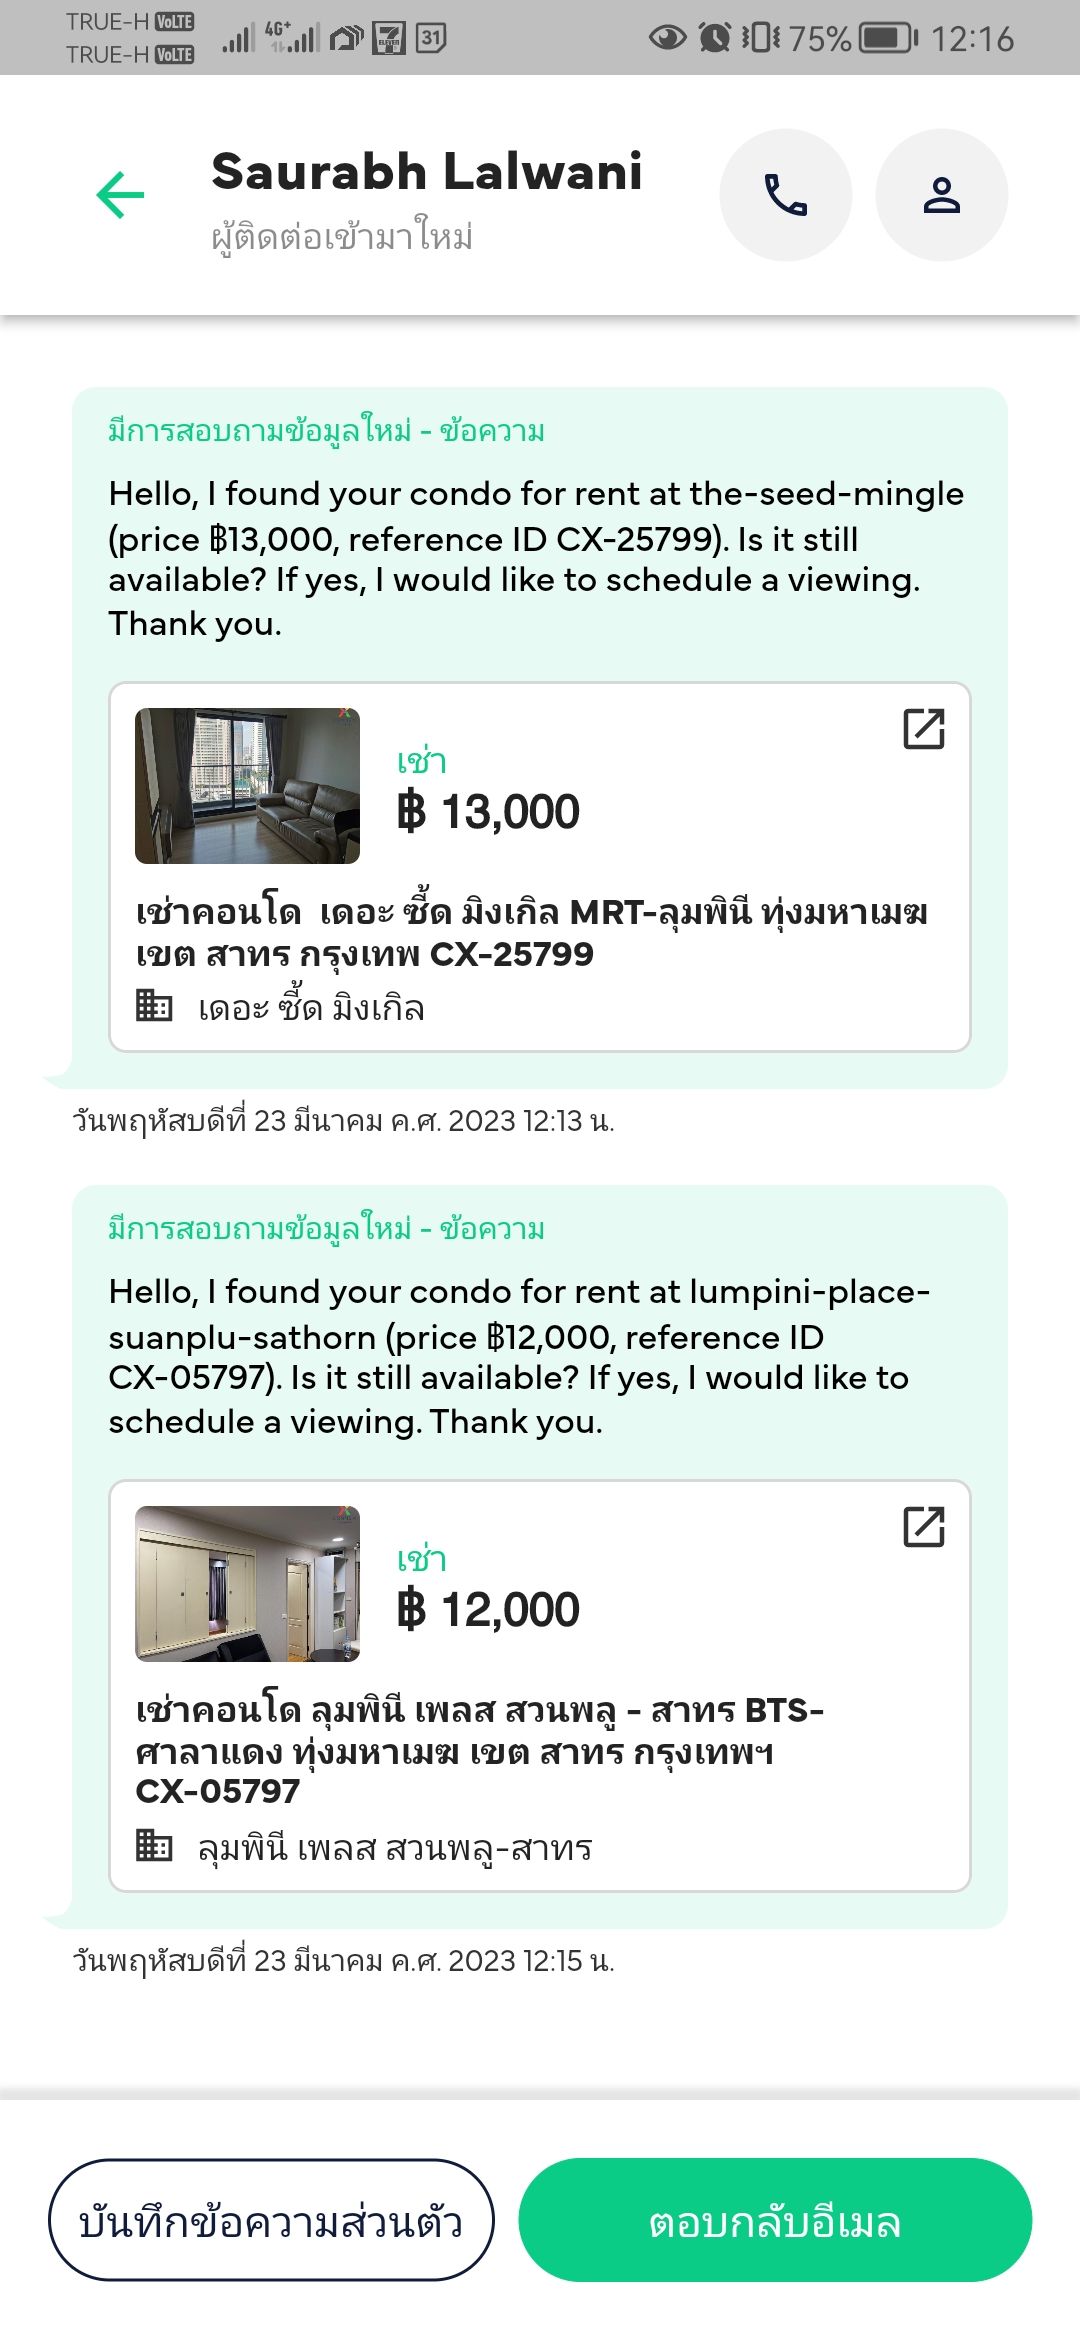 TRUE-H VoLTE
TRUE-H VoLTE
4G+
7
ELEVEN
31
75%
12:16
Saurabh Lalwani
ผู้ติดต่อเข้ามาใหม่
มีการสอบถามข้อมูลใหม่ - ข้อความ
Hello, I found your condo for rent at the-seed-mingle
(price ฿13,000, reference ID CX-25799). Is it still
available? If yes, I would like to schedule a viewing.
Thank you.
เช่า
฿ 13,000
เช่าคอนโด  เดอะ ซี้ด มิงเกิล MRT-ลุมพินี ทุ่งมหาเมฆ
เขต สาทร กรุงเทพ CX-25799
เดอะ ซี้ด มิงเกิล
วันพฤหัสบดีที่ 23 มีนาคม ค.ศ. 2023 12:13 น.
มีการสอบถามข้อมูลใหม่ - ข้อความ
Hello, I found your condo for rent at lumpini-place-
suanplu-sathorn (price ฿12,000, reference ID
CX-05797). Is it still available? If yes, I would like to
schedule a viewing. Thank you.
เช่า
฿ 12,000
เช่าคอนโด ลุมพินี เพลส สวนพลู - สาทร BTS-
ศาลาแดง ทุ่งมหาเมฆ เขต สาทร กรุงเทพฯ
CX-05797
ลุมพินี เพลส สวนพลู-สาทร
วันพฤหัสบดีที่ 23 มีนาคม ค.ศ. 2023 12:15 น.
บันทึกข้อความส่วนตัว
ตอบกลับอีเมล